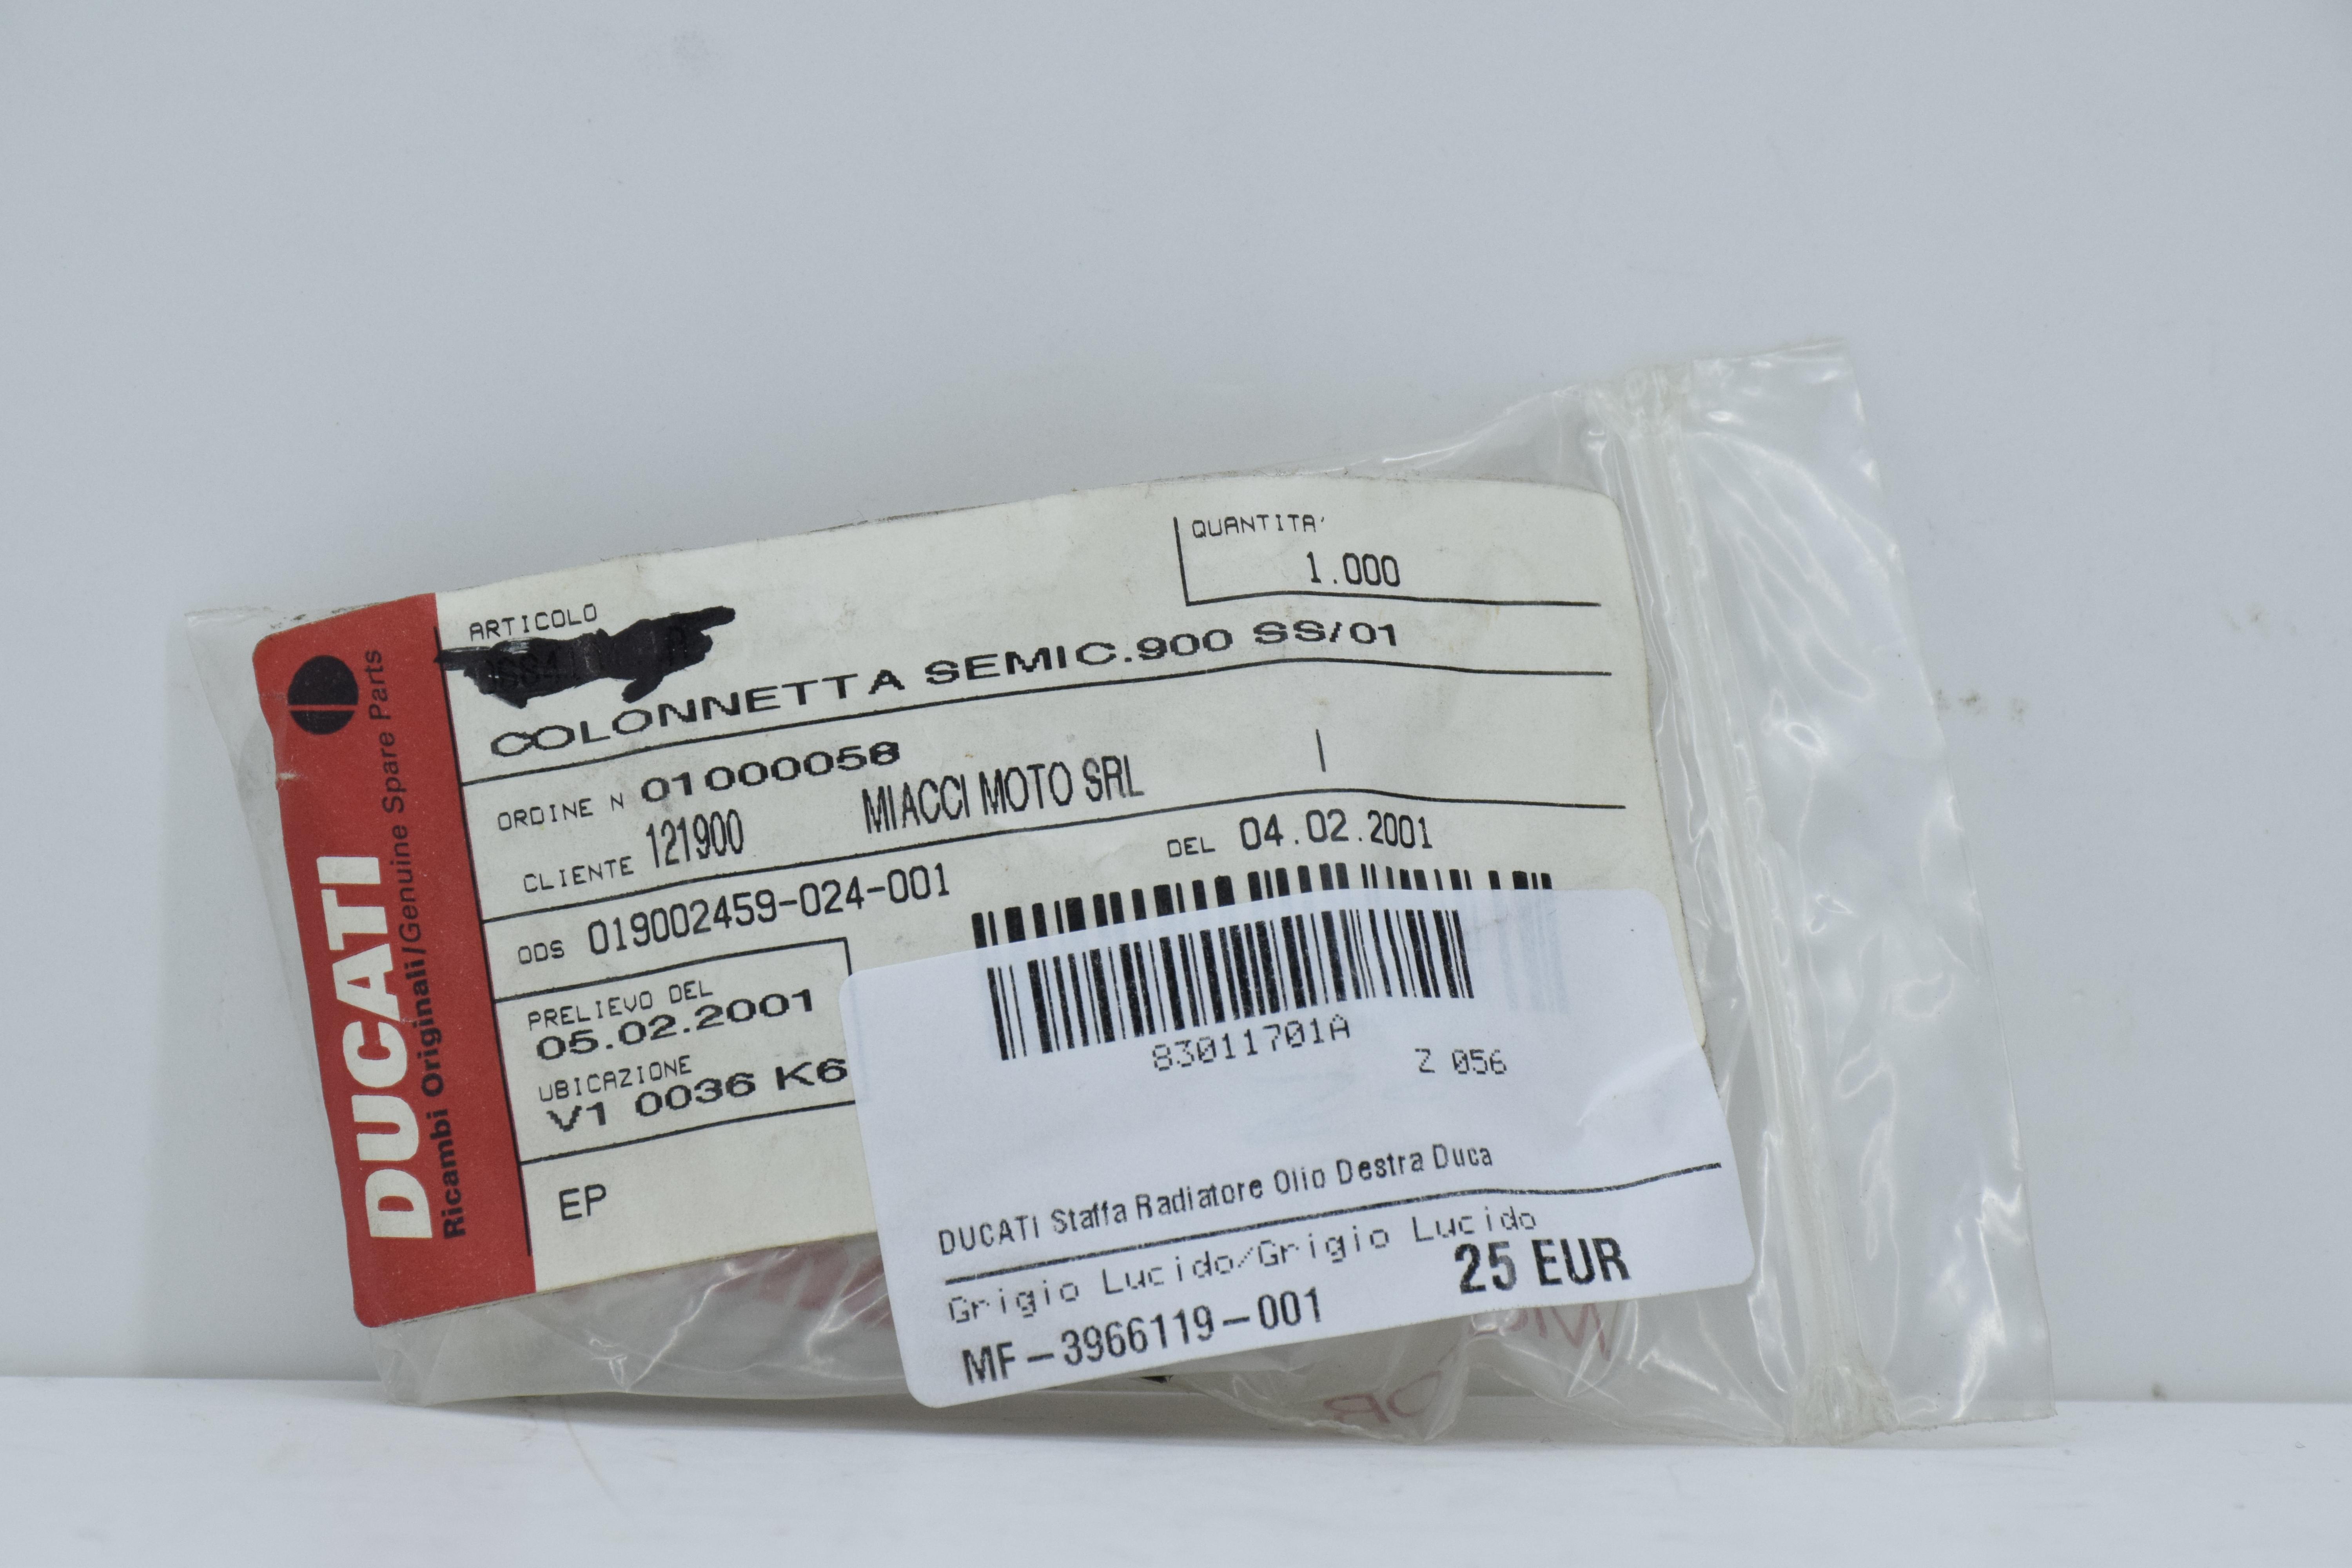 DUCATI
Ricambi Originali/Genuine Spare Parts
QUANTITA'
1.000
ARTICOLO
COLONNETTA SEMIC.900 SS/01
ORDINE N 01000058
CLIENTE 121900 MIACCI MOTO SRL
ODS 019002459-024-001 DEL 04.02.2001
PRELIEVO DEL
05.02.2001
UBICAZIONE
V1 0036 K6
EP
83011701A
Z 056
DUCATI Staffa Radiatore Olio Destra Duca
Grigio Lucido/Grigio Lucido
25 EUR
MF-3966119-001